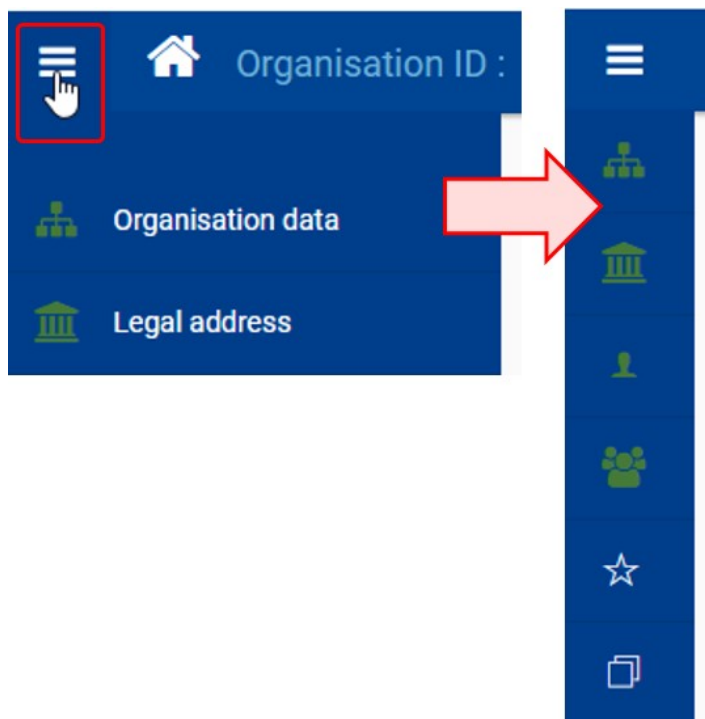 Organisation ID :
Organisation data
Legal address